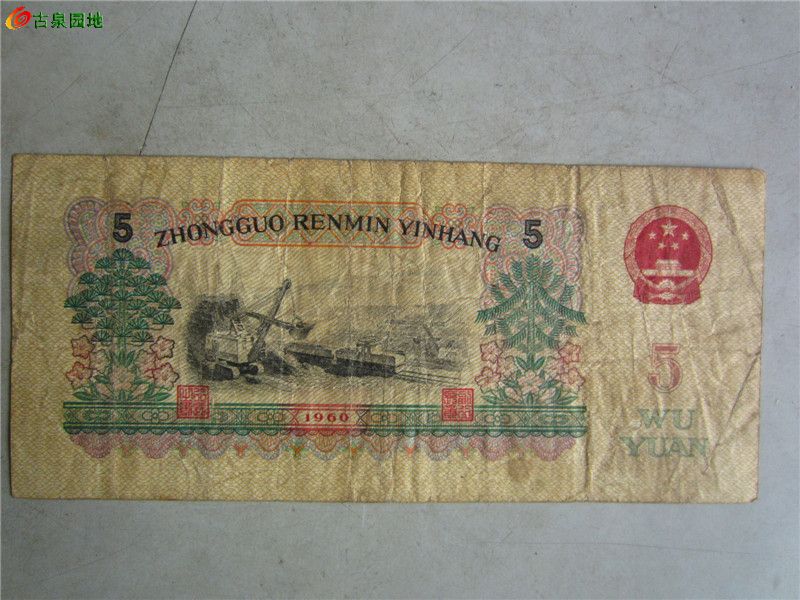 古泉园地
5 ZHONGGUO RENMIN YINHANG 5
5
WU
YUAN
1960